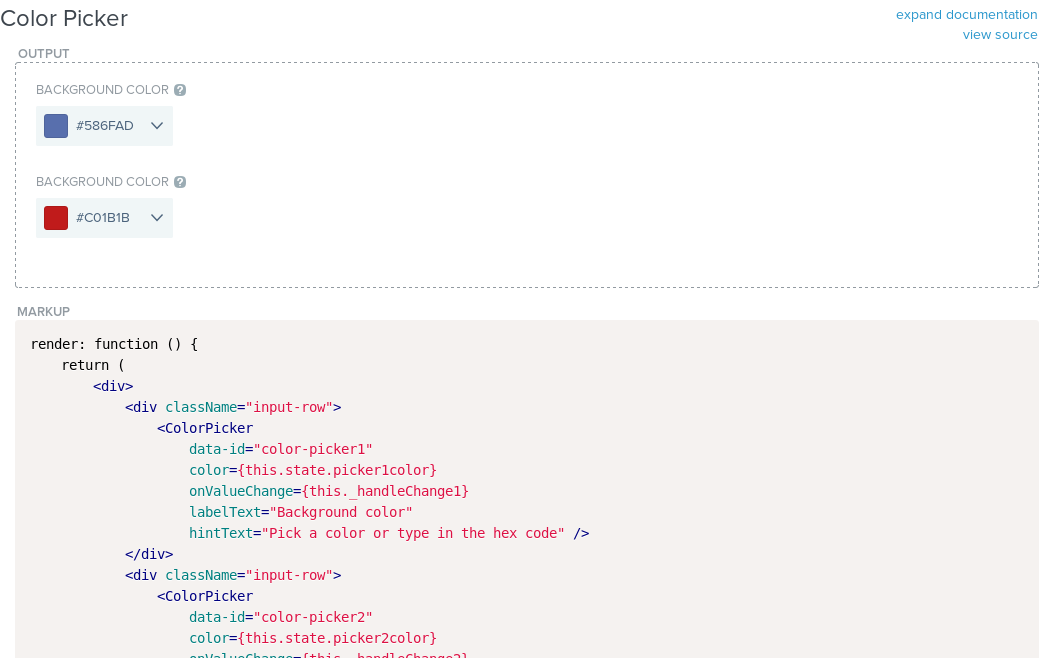 Color Picker
expand documentation
view source
OUTPUT
BACKGROUND COLOR ?
#586FAD
BACKGROUND COLOR ?
#C01B1B
MARKUP
render: function () {
return (
<div>
<div className="input-row">
<ColorPicker
data-id="color-picker1"
color={this.state.picker1color}
onValueChange={this._handleChange1}
labelText="Background color"
hintText="Pick a color or type in the hex code" />
</div>
<div className="input-row">
<ColorPicker
data-id="color-picker2"
color={this.state.picker2color}
onValueChange={this._handleChange2}